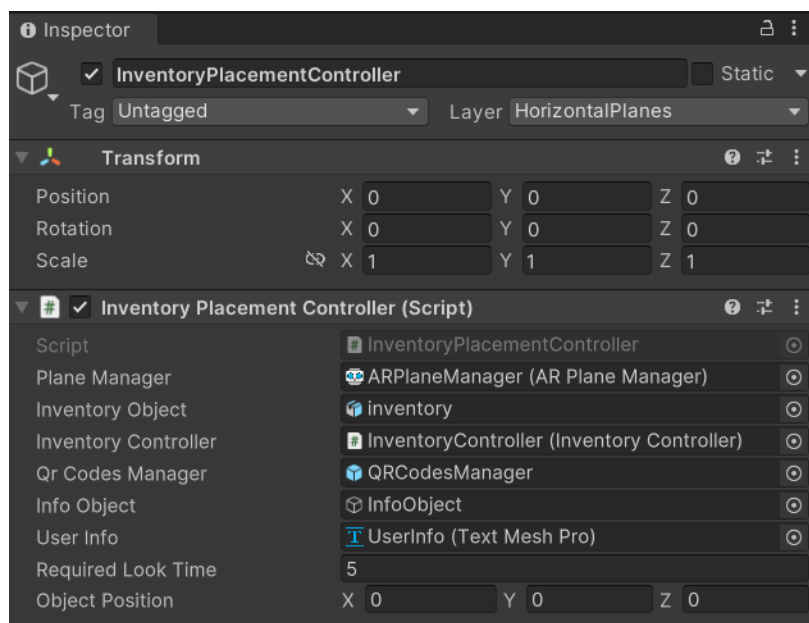 Inspector
InventoryPlacementController Static
Tag Untagged Layer HorizontalPlanes
Transform
Position X 0 Y 0 Z 0
Rotation X 0 Y 0 Z 0
Scale X 1 Y 1 Z 1
# Inventory Placement Controller (Script)
Script # InventoryPlacementController
Plane Manager ARPlaneManager (AR Plane Manager)
Inventory Object inventory
Inventory Controller # InventoryController (Inventory Controller)
Qr Codes Manager QRCodesManager
Info Object InfoObject
User Info T UserInfo (Text Mesh Pro)
Required Look Time 5
Object Position X 0 Y 0 Z 0